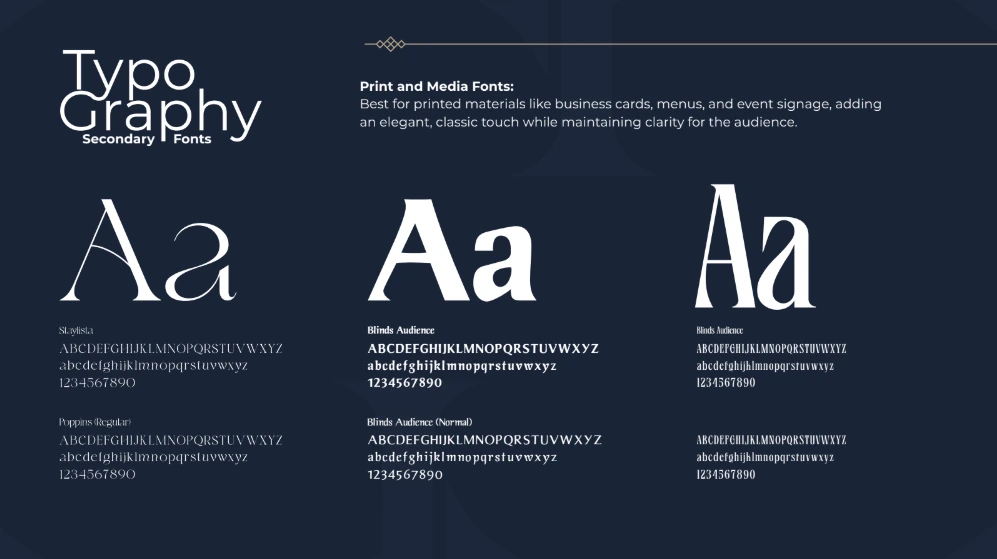 Typo
Graphy
Secondary Fonts
Print and Media Fonts:
Best for printed materials like business cards, menus, and event signage, adding
an elegant, classic touch while maintaining clarity for the audience.
Aa
Aa
Aa
Staylista
ABCDEFGHIJKLMNOPQRSTUVWXYZ
abcdefghijklmnopqrstuvwxyz
1234567890
Blinds Audience
ABCDEFGHIJKLMNOPQRSTUVWXYZ
abcdefghijklmnopqrstuvwxyz
1234567890
Blinds Audience
ABCDEFGHIJKLMNOPQRSTUVWXYZ
abcdefghijklmnopqrstuvwxyz
1234567890
Poppins (Regular)
ABCDEFGHIJKLMNOPQRSTUVWXYZ
abcdefghijklmnopqrstuvwxyz
1234567890
Blinds Audience (Normal)
ABCDEFGHIJKLMNOPQRSTUVWXYZ
abcdefghijklmnopqrstuvwxyz
1234567890
ABCDEFGHIJKLMNOPQRSTUVWXYZ
abcdefghijklmnopqrstuvwxyz
1234567890